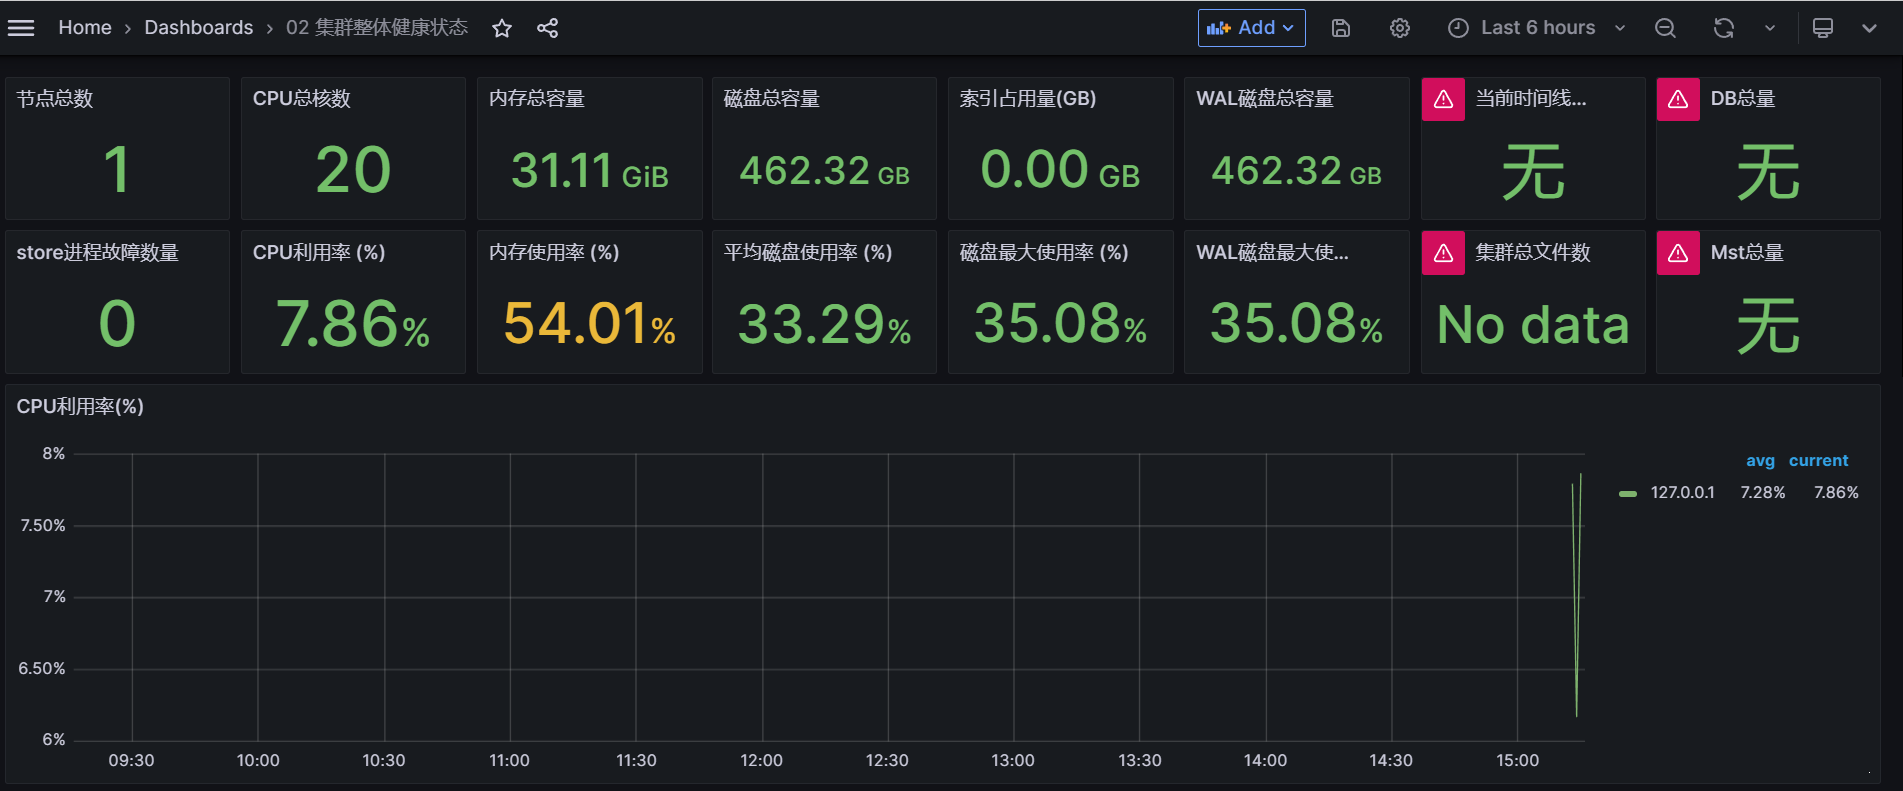 Home › Dashboards › 02 集群整体健康状态
Add
Last 6 hours
节点总数
1
CPU总核数
20
内存总容量
31.11 GiB
磁盘总容量
462.32 GB
索引占用量(GB)
0.00 GB
WAL磁盘总容量
462.32 GB
当前时间线...
无
DB总量
无
store进程故障数量
0
CPU利用率 (%)
7.86%
内存使用率 (%)
54.01%
平均磁盘使用率 (%)
33.29%
磁盘最大使用率 (%)
35.08%
WAL磁盘最大使...
35.08%
集群总文件数
No data
Mst总量
无
CPU利用率(%)
8%
7.50%
7%
6.50%
6%
09:30 10:00 10:30 11:00 11:30 12:00 12:30 13:00 13:30 14:00 14:30 15:00
avg current
127.0.0.1 7.28% 7.86%